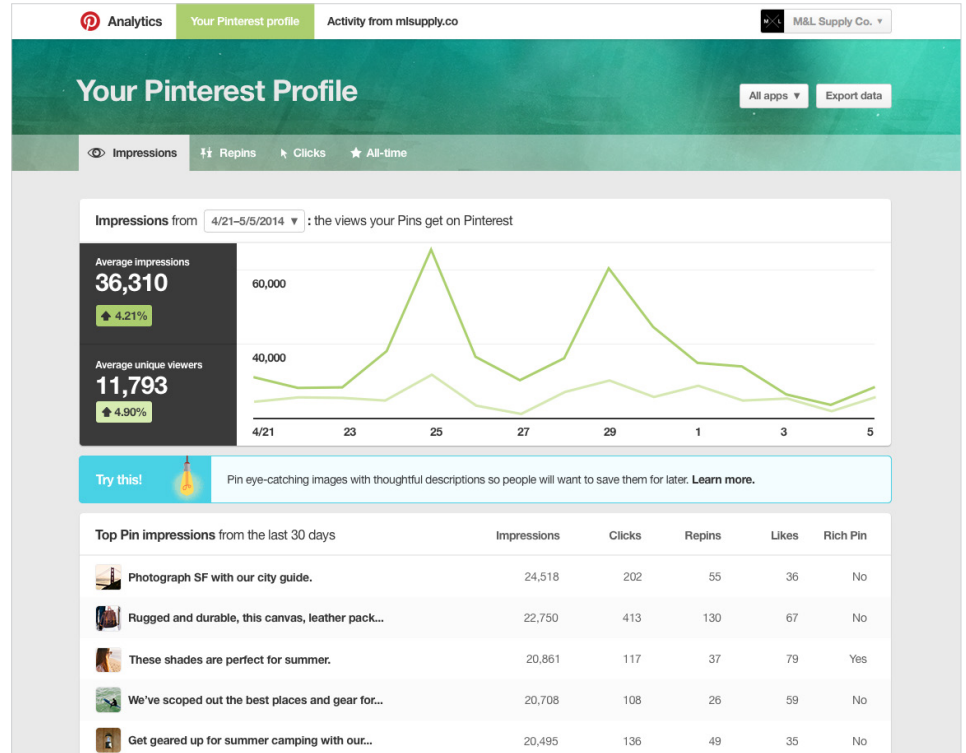 Analytics Your Pinterest profile Activity from mlsupply.co M&L Supply Co. ▾
Your Pinterest Profile
All apps ▾ Export data
Impressions Repins Clicks All-time
Impressions from 4/21–5/5/2014 ▾ : the views your Pins get on Pinterest
Average impressions
36,310
4.21%
Average unique viewers
11,793
4.90%
60,000
40,000
4/21 23 25 27 29 1 3 5
Try this! Pin eye-catching images with thoughtful descriptions so people will want to save them for later. Learn more.
Top Pin impressions from the last 30 days Impressions Clicks Repins Likes Rich Pin
Photograph SF with our city guide. 24,518 202 55 36 No
Rugged and durable, this canvas, leather pack... 22,750 413 130 67 No
These shades are perfect for summer. 20,861 117 37 79 Yes
We've scoped out the best places and gear for... 20,708 108 26 59 No
Get geared up for summer camping with our... 20,495 136 49 35 No